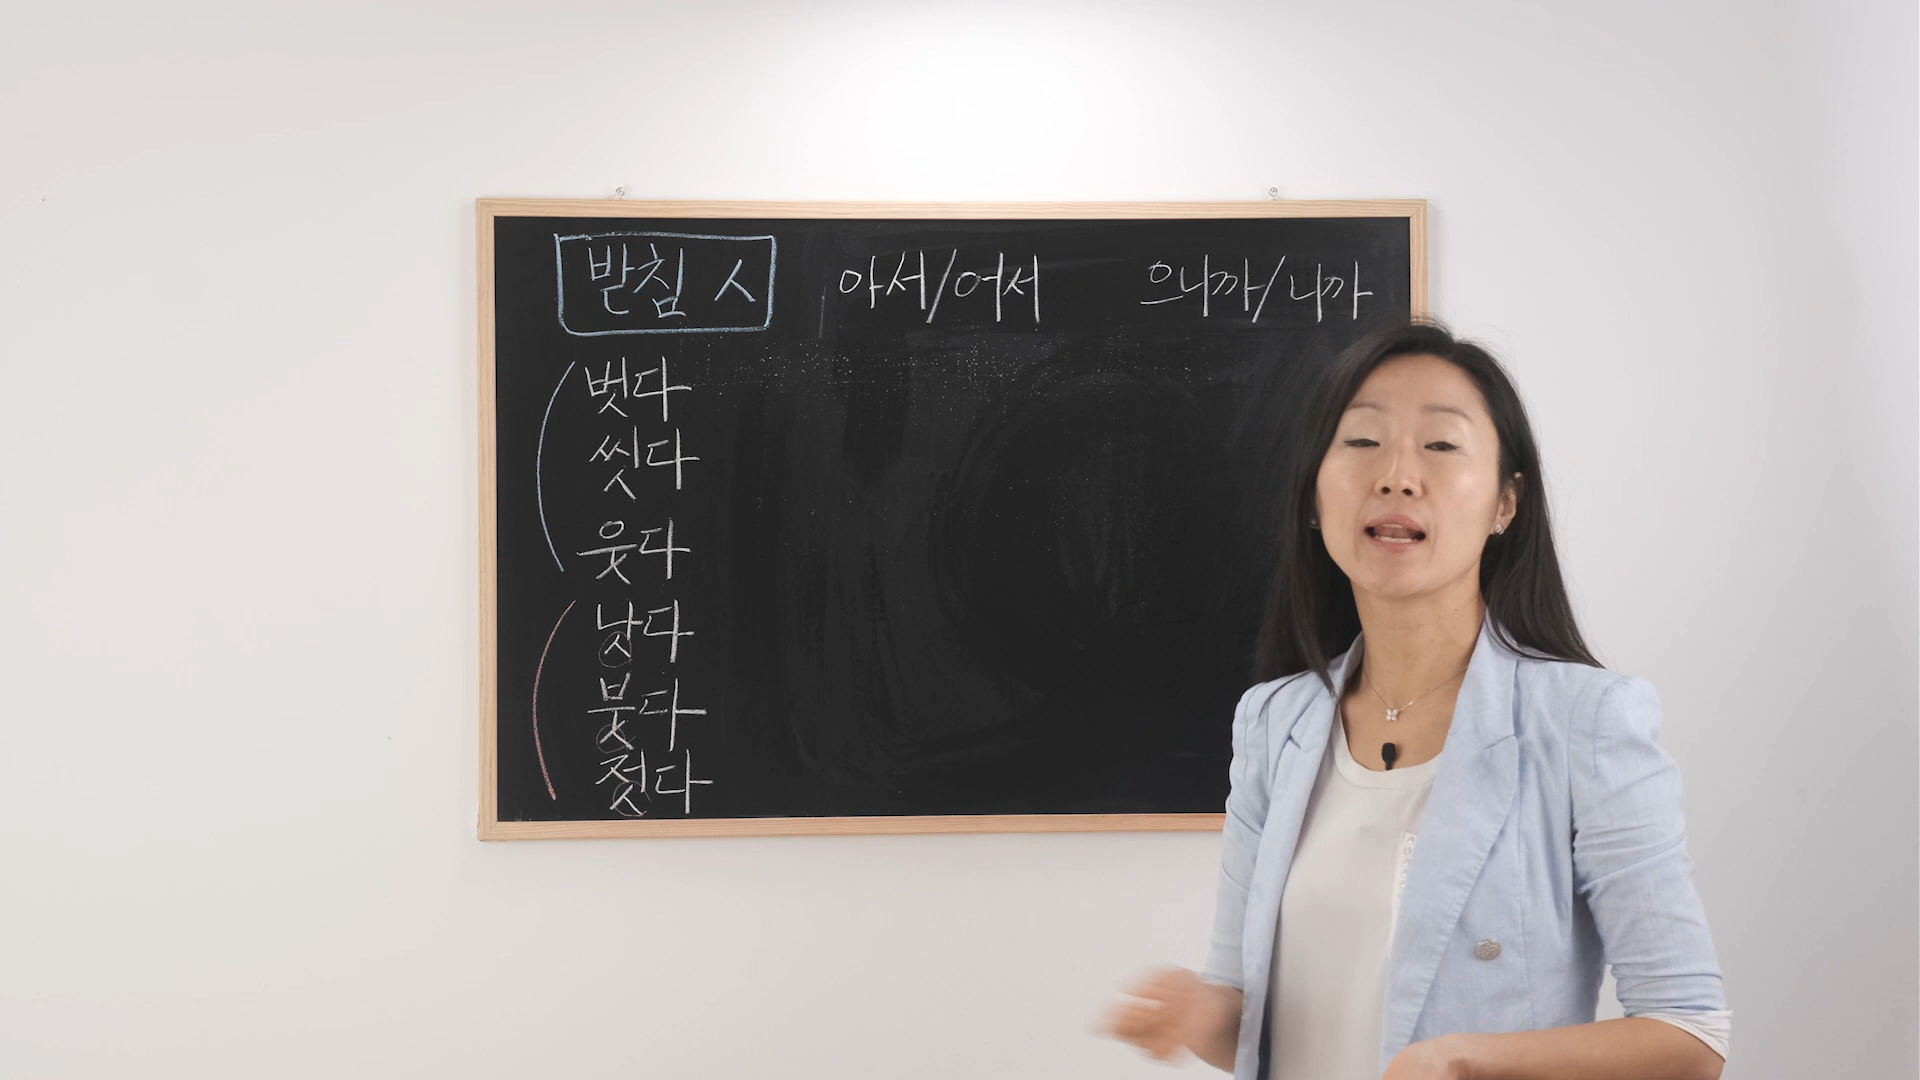 받침 ㅅ 아서/어서 으니까/니까
벗다
씻다
웃다
낫다
붓다
젓다